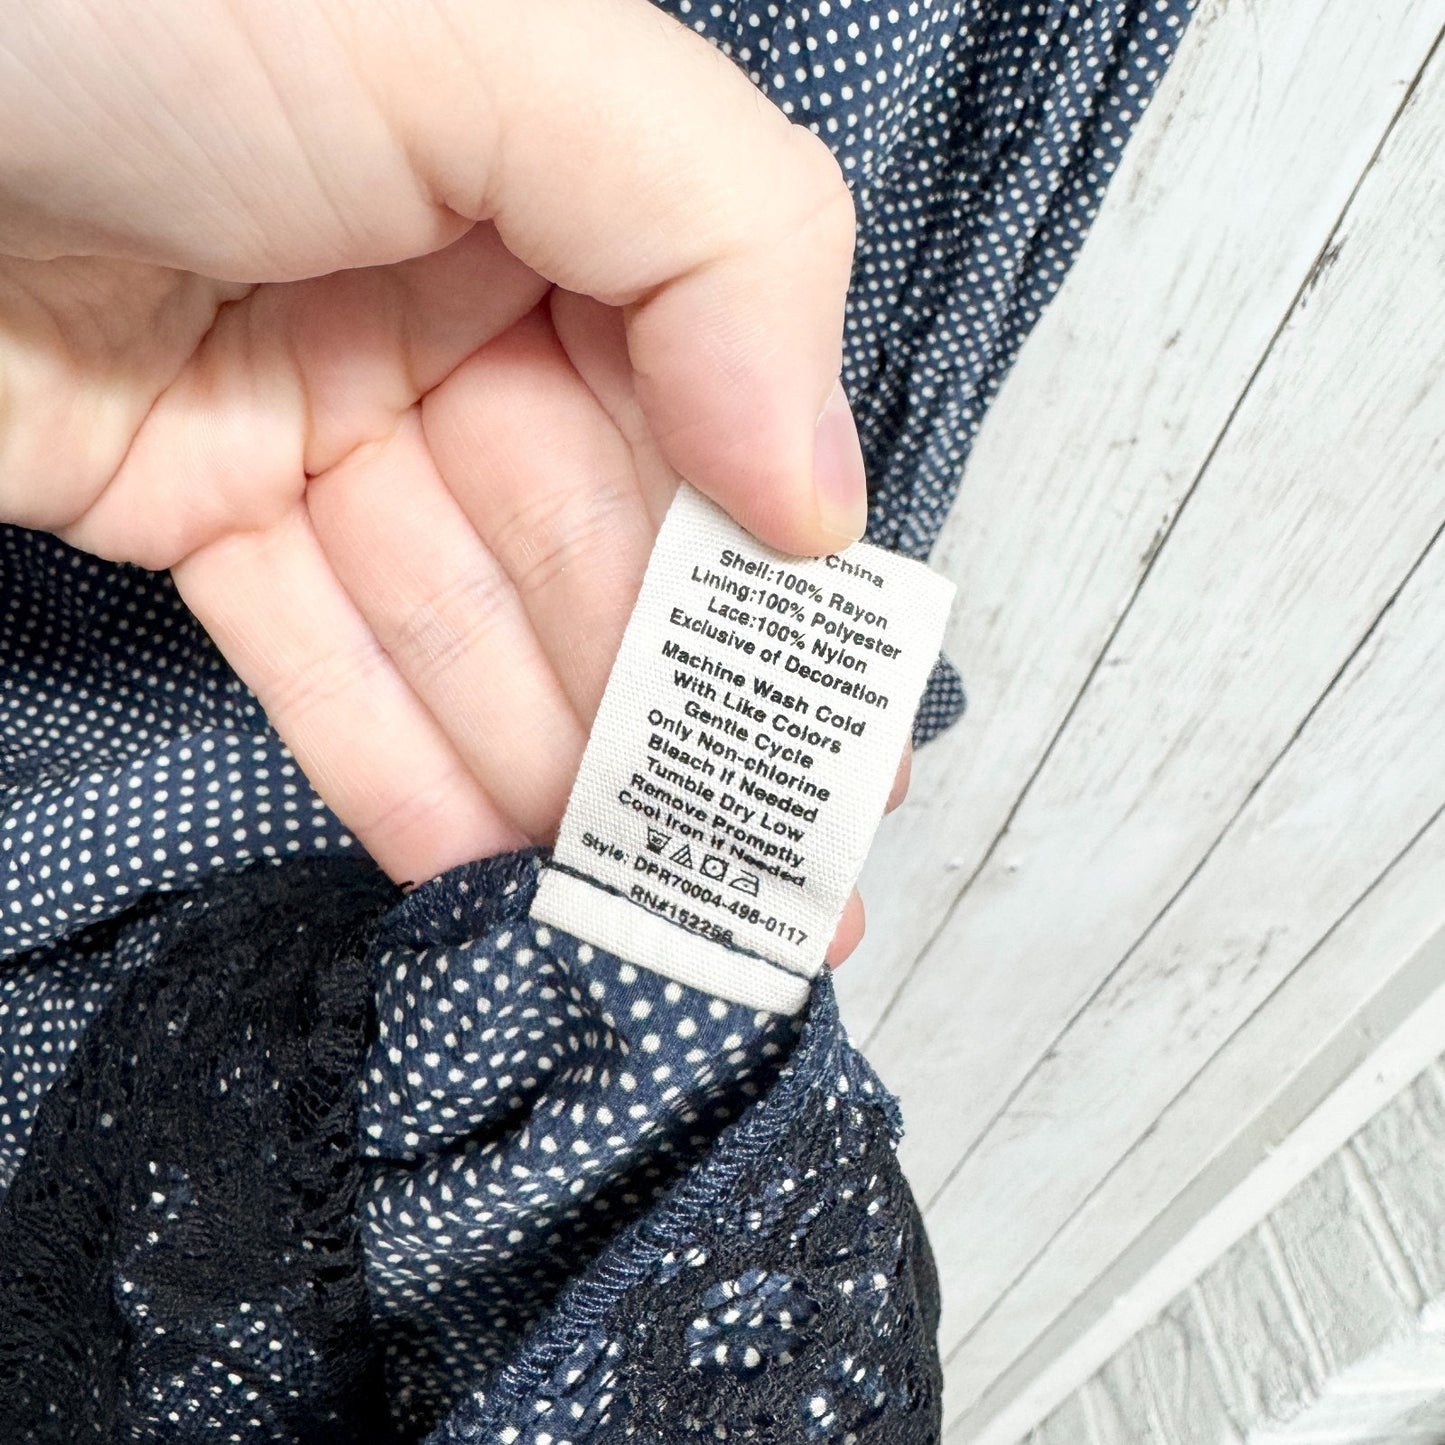 China
Shell:100% Rayon
Lining:100% Polyester
Lace:100% Nylon
Exclusive of Decoration
Machine Wash Cold
With Like Colors
Gentle Cycle
Only Non-chlorine
Bleach If Needed
Tumble Dry Low
Remove Promptly
Cool Iron If Needed
Style: DPR70004-498-0117
RN#152256